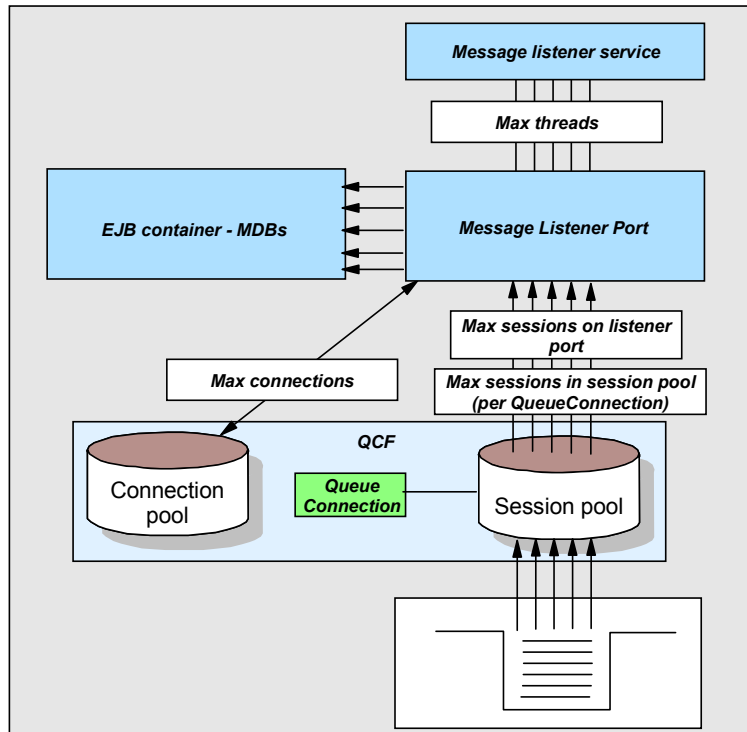 Message listener service
Max threads
EJB container - MDBs
Message Listener Port
Max sessions on listener
port
Max connections
Max sessions in session pool
(per QueueConnection)
QCF
Connection
pool
Queue
Connection
Session pool